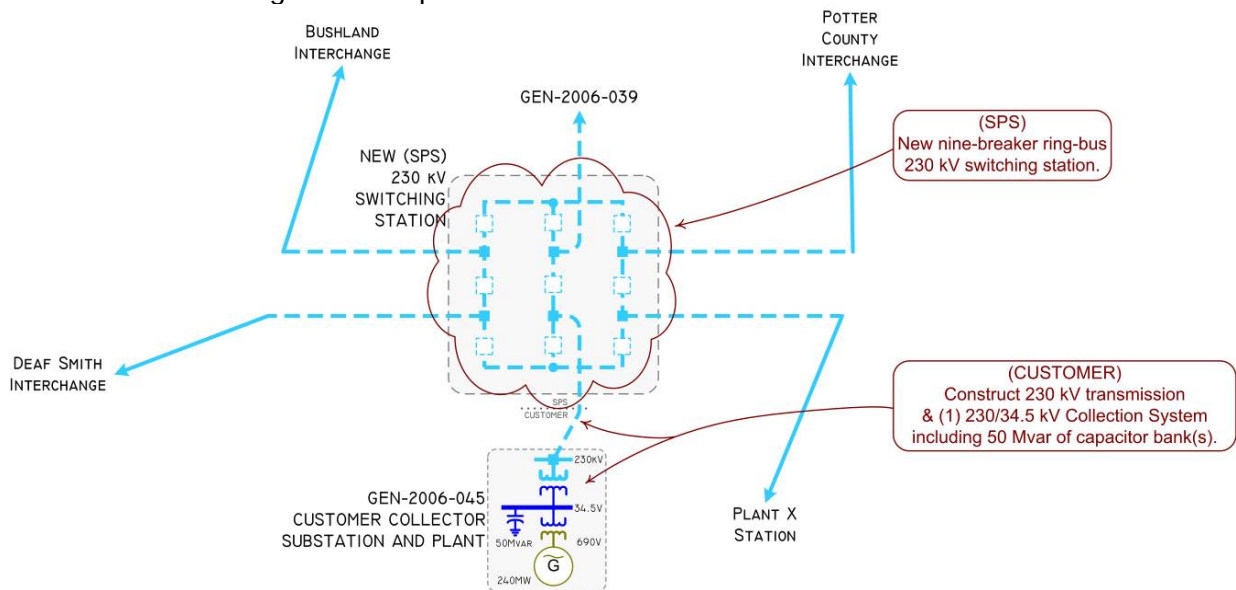 BUSHLAND
INTERCHANGE
POTTER
COUNTY
INTERCHANGE
GEN-2006-039
(SPS)
New nine-breaker ring-bus
230 kV switching station.
NEW (SPS)
230 KV
SWITCHING
STATION
DEAF SMITH
INTERCHANGE
SPS
CUSTOMER
(CUSTOMER)
Construct 230 kV transmission
& (1) 230/34.5 kV Collection System
including 50 Mvar of capacitor bank(s).
230KV
GEN-2006-045
CUSTOMER COLLECTOR
SUBSTATION AND PLANT
34.5V
50MVAR
690V
G
240MW
PLANT X
STATION